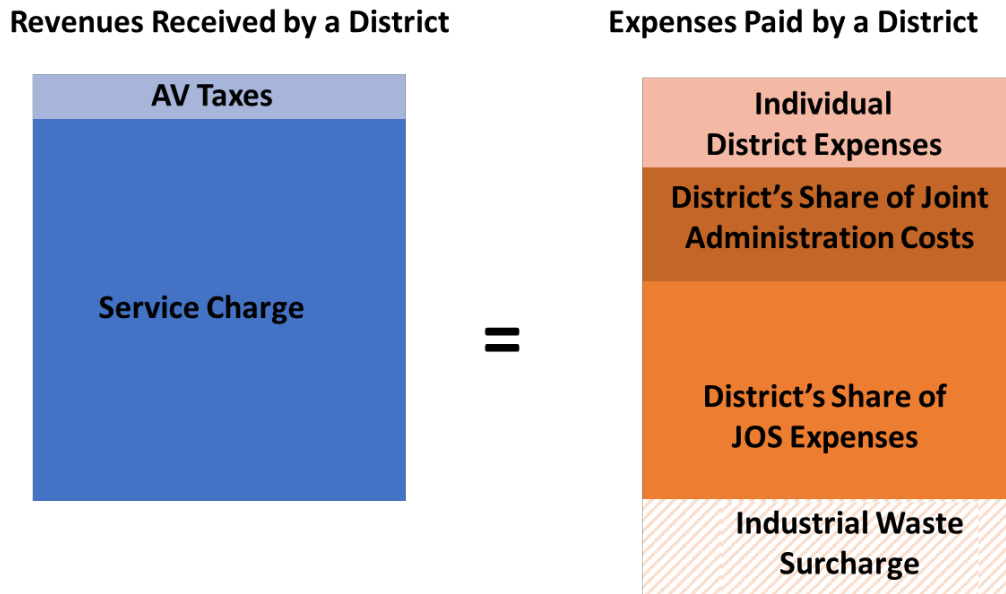 Revenues Received by a District
Expenses Paid by a District
AV Taxes
Service Charge
=
Individual
District Expenses
District's Share of Joint
Administration Costs
District's Share of
JOS Expenses
Industrial Waste
Surcharge